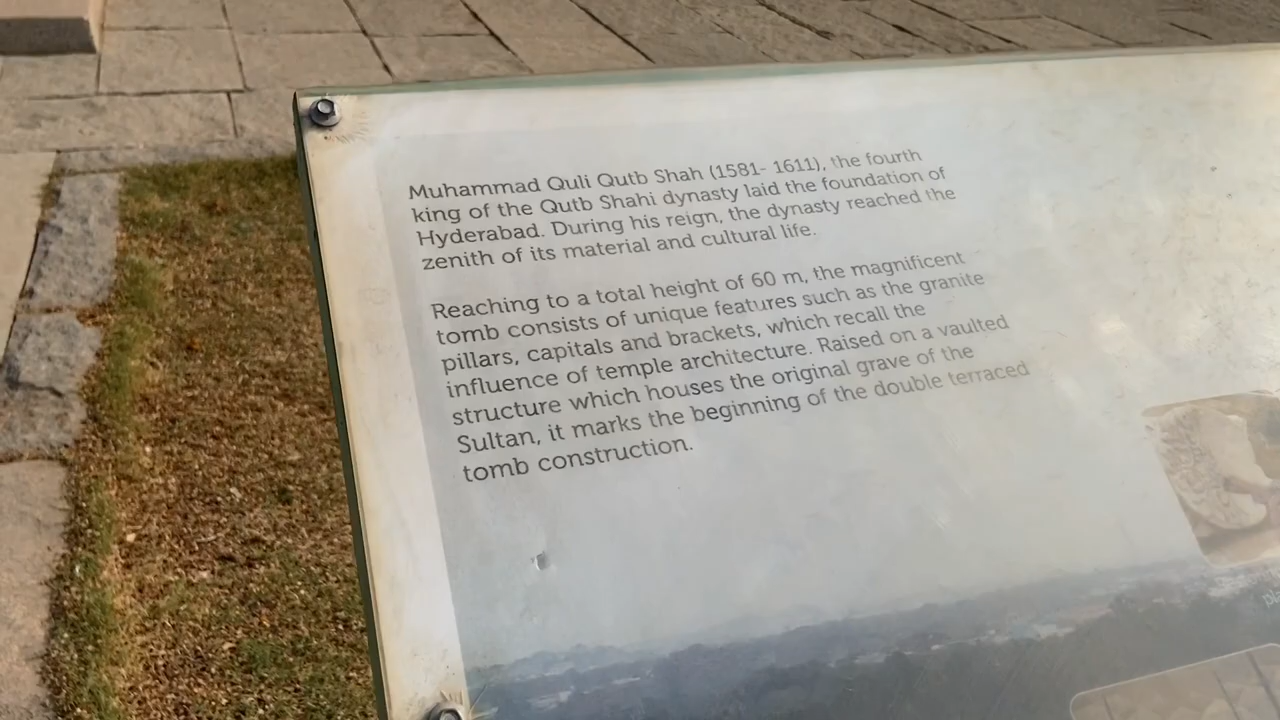 Muhammad Quli Qutb Shah (1581- 1611), the fourth
king of the Qutb Shahi dynasty laid the foundation of
Hyderabad. During his reign, the dynasty reached the
zenith of its material and cultural life.
Reaching to a total height of 60 m, the magnificent
tomb consists of unique features such as the granite
pillars, capitals and brackets, which recall the
influence of temple architecture. Raised on a vaulted
structure which houses the original grave of the
Sultan, it marks the beginning of the double terraced
tomb construction.